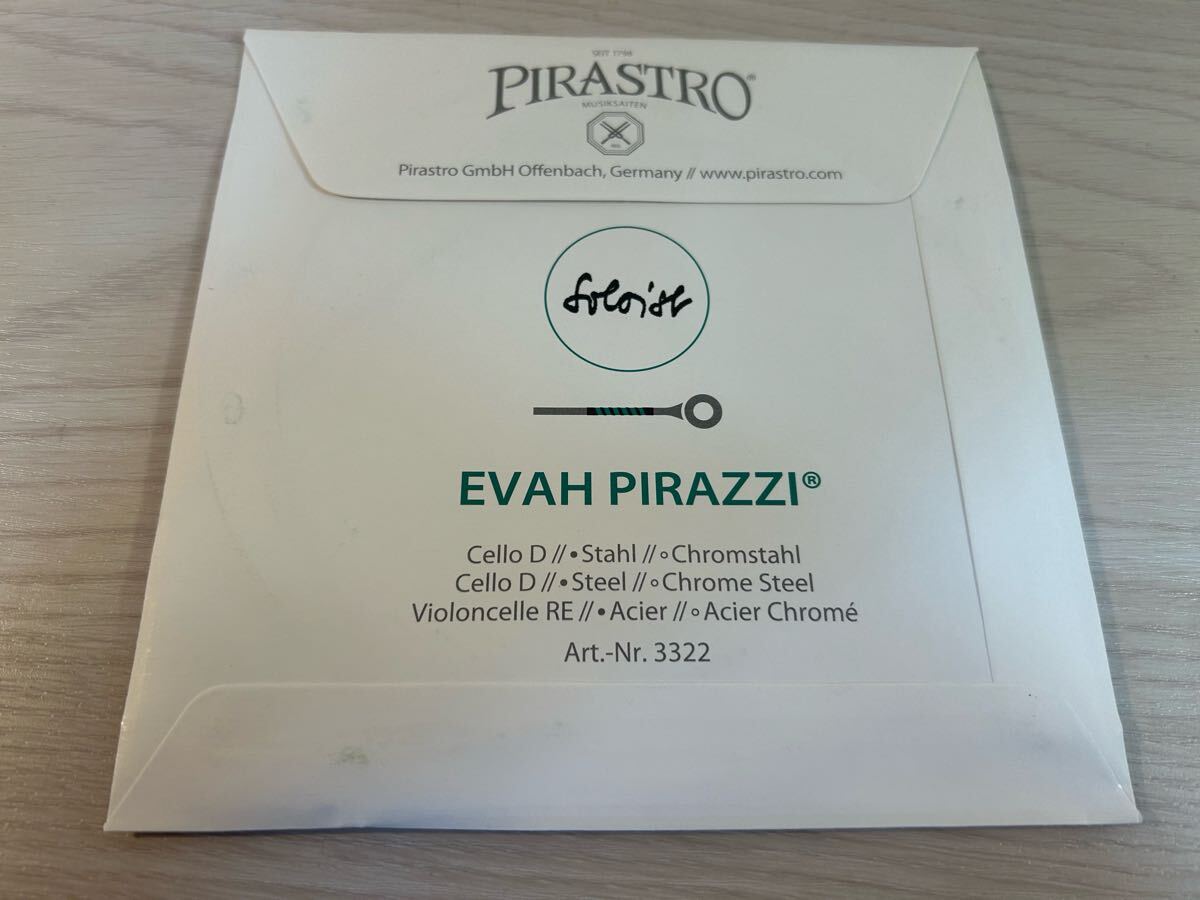 SEIT 1798
PIRASTRO®
MUSIKSAITEN
Pirastro GmbH Offenbach, Germany // www.pirastro.com
Soloist
EVAH PIRAZZI®
Cello D // • Stahl // ◦ Chromstahl
Cello D // • Steel // ◦ Chrome Steel
Violoncelle RE // • Acier // ◦ Acier Chromé
Art.-Nr. 3322